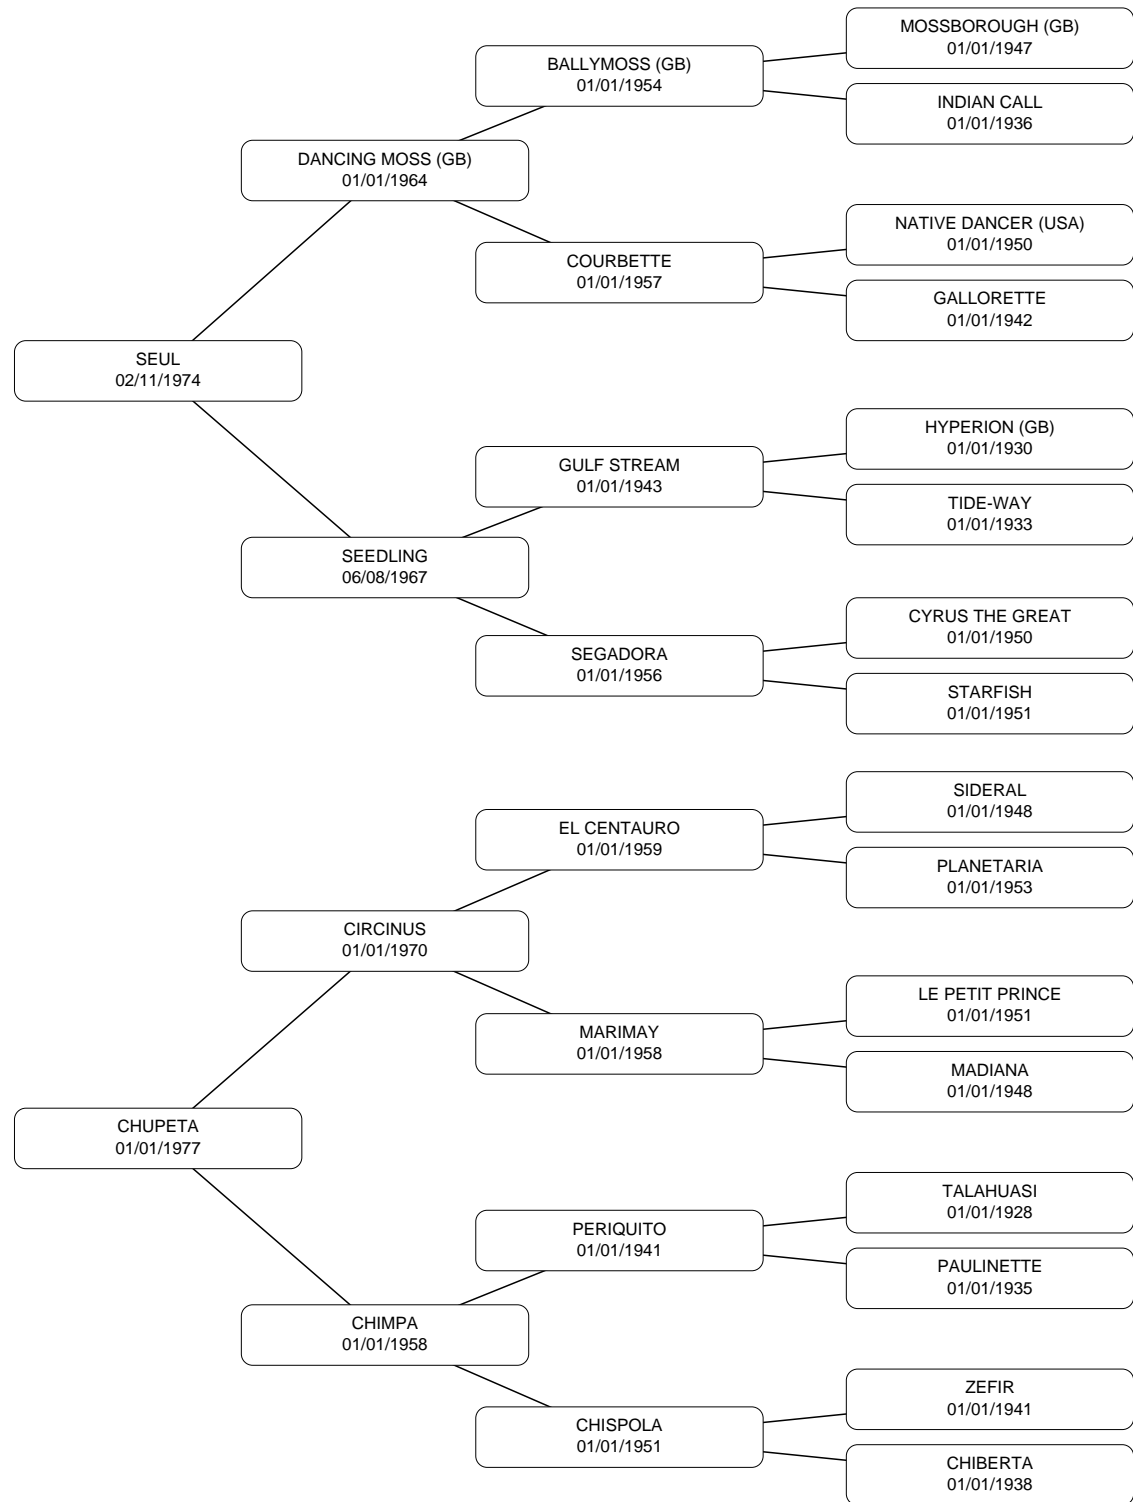 MOSSBOROUGH (GB)
01/01/1947
BALLYMOSS (GB)
01/01/1954
INDIAN CALL
01/01/1936
DANCING MOSS (GB)
01/01/1964
NATIVE DANCER (USA)
01/01/1950
COURBETTE
01/01/1957
GALLORETTE
01/01/1942
SEUL
02/11/1974
HYPERION (GB)
01/01/1930
GULF STREAM
01/01/1943
TIDE-WAY
01/01/1933
SEEDLING
06/08/1967
CYRUS THE GREAT
01/01/1950
SEGADORA
01/01/1956
STARFISH
01/01/1951
SIDERAL
01/01/1948
EL CENTAURO
01/01/1959
PLANETARIA
01/01/1953
CIRCINUS
01/01/1970
LE PETIT PRINCE
01/01/1951
MARIMAY
01/01/1958
MADIANA
01/01/1948
CHUPETA
01/01/1977
TALAHUASI
01/01/1928
PERIQUITO
01/01/1941
PAULINETTE
01/01/1935
CHIMPA
01/01/1958
ZEFIR
01/01/1941
CHISPOLA
01/01/1951
CHIBERTA
01/01/1938